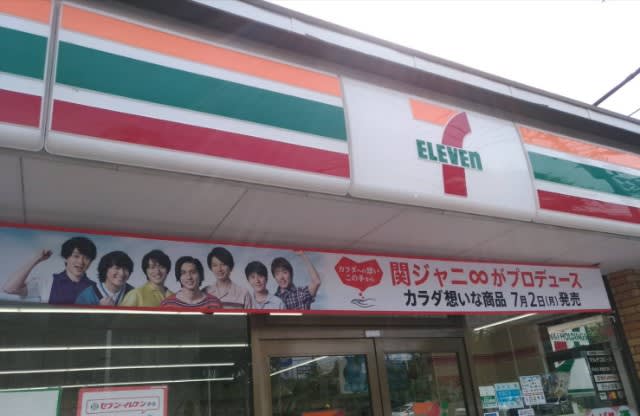 7
ELEVEn
カラダへの想い
この手から
関ジャニ∞がプロデュース
カラダ想いな商品 7月2日(月)発売
&i HOLDINGS
セブン-イレブン